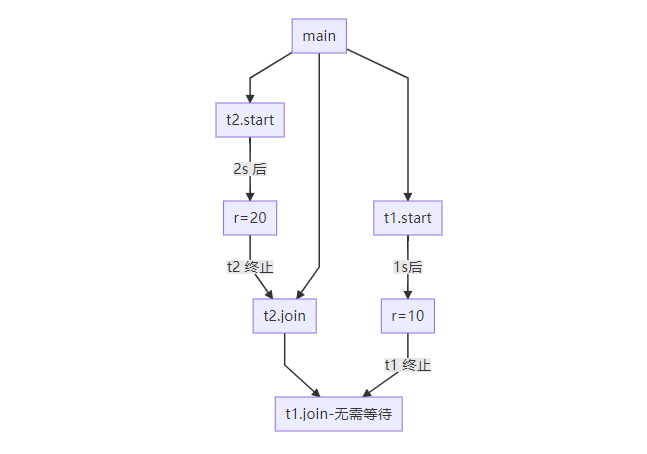 main
t2.start
2s 后
r=20
t1.start
t2 终止
1s后
t2.join
r=10
t1 终止
t1.join-无需等待